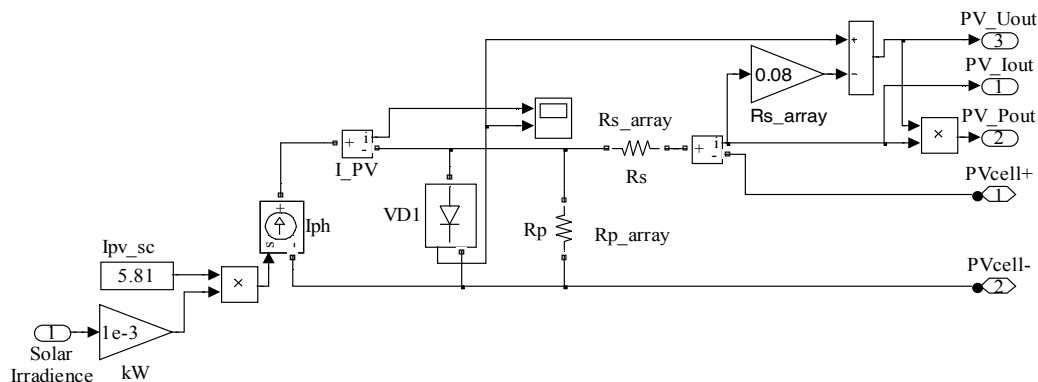 PV_Uout
+
3
-
PV_Iout
0.08
1
Rs_array
PV_Pout
Rs_array
×
2
+ i
-
I_PV
+ i
-
Rs
PVcell+
1
VD1
+
Iph
s -
Rp
Rp_array
Ipv_sc
5.81
×
PVcell-
2
1
1e-3
Solar
Irradience
kW